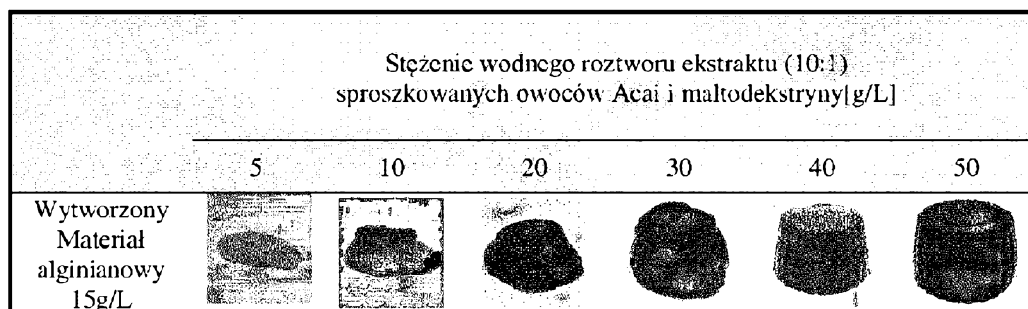 Stężenie wodnego roztworu ekstraktu (10:1)
sproszkowanych owoców Acai i maltodekstryny[g/L]
5 10 20 30 40 50
Wytworzony
Materiał
alginianowy
15g/L